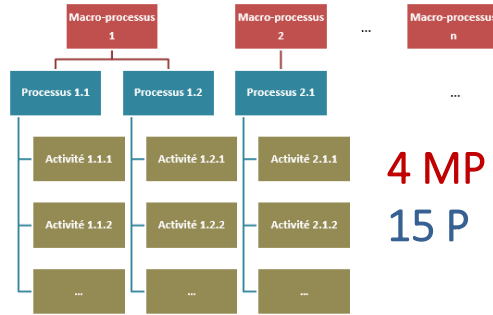 Macro-processus
1
Macro-processus
2
...
Macro-processus
n
Processus 1.1
Processus 1.2
Processus 2.1
...
Activité 1.1.1
Activité 1.2.1
Activité 2.1.1
4 MP
Activité 1.1.2
Activité 1.2.2
Activité 2.1.2
15 P
...
...
...